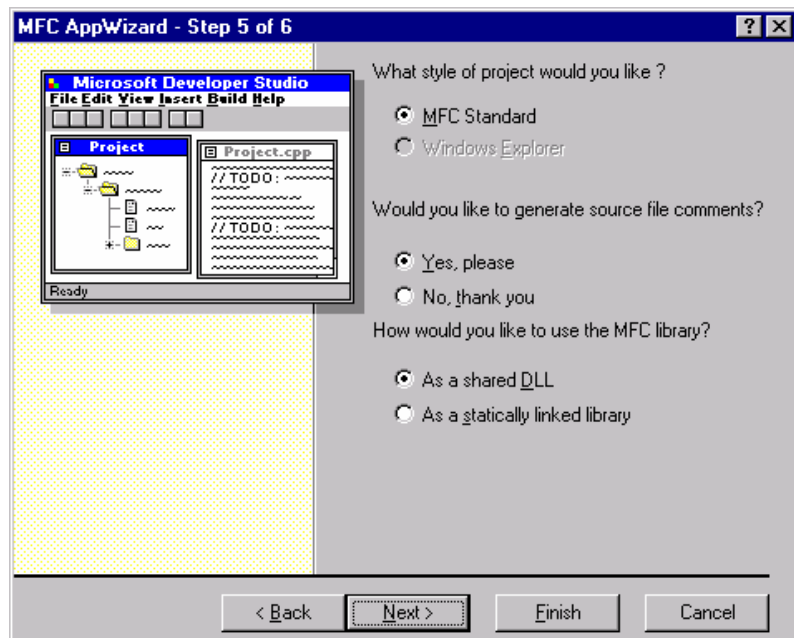 MFC AppWizard - Step 5 of 6
Microsoft Developer Studio
File Edit View Insert Build Help
Project
Project.cpp
// TODO:
// TODO:
Ready
What style of project would you like ?
MFC Standard
Windows Explorer
Would you like to generate source file comments?
Yes, please
No, thank you
How would you like to use the MFC library?
As a shared DLL
As a statically linked library
< Back
Next >
Finish
Cancel